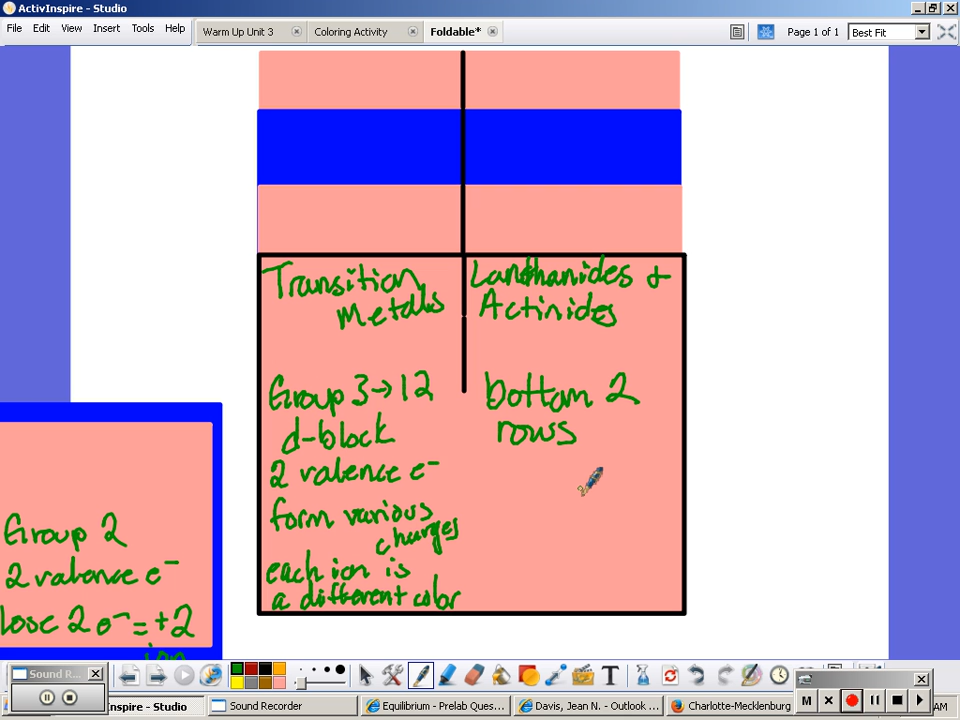 ActivInspire - Studio
File Edit View Insert Tools Help
Warm Up Unit 3
Coloring Activity
Foldable*
Page 1 of 1
Best Fit
Transition
Metals
Lanthanides +
Actinides
Group 3→12
d-block
2 valence e⁻
form various
charges
each ion is
a different color
bottom 2
rows
Group 2
2 valence e⁻
lose 2 e⁻ = +2
ion
Sound R...
Inspire - Studio
Sound Recorder
Equilibrium - Prelab Ques...
Davis, Jean N. - Outlook ...
Charlotte-Mecklenburg
M
AM